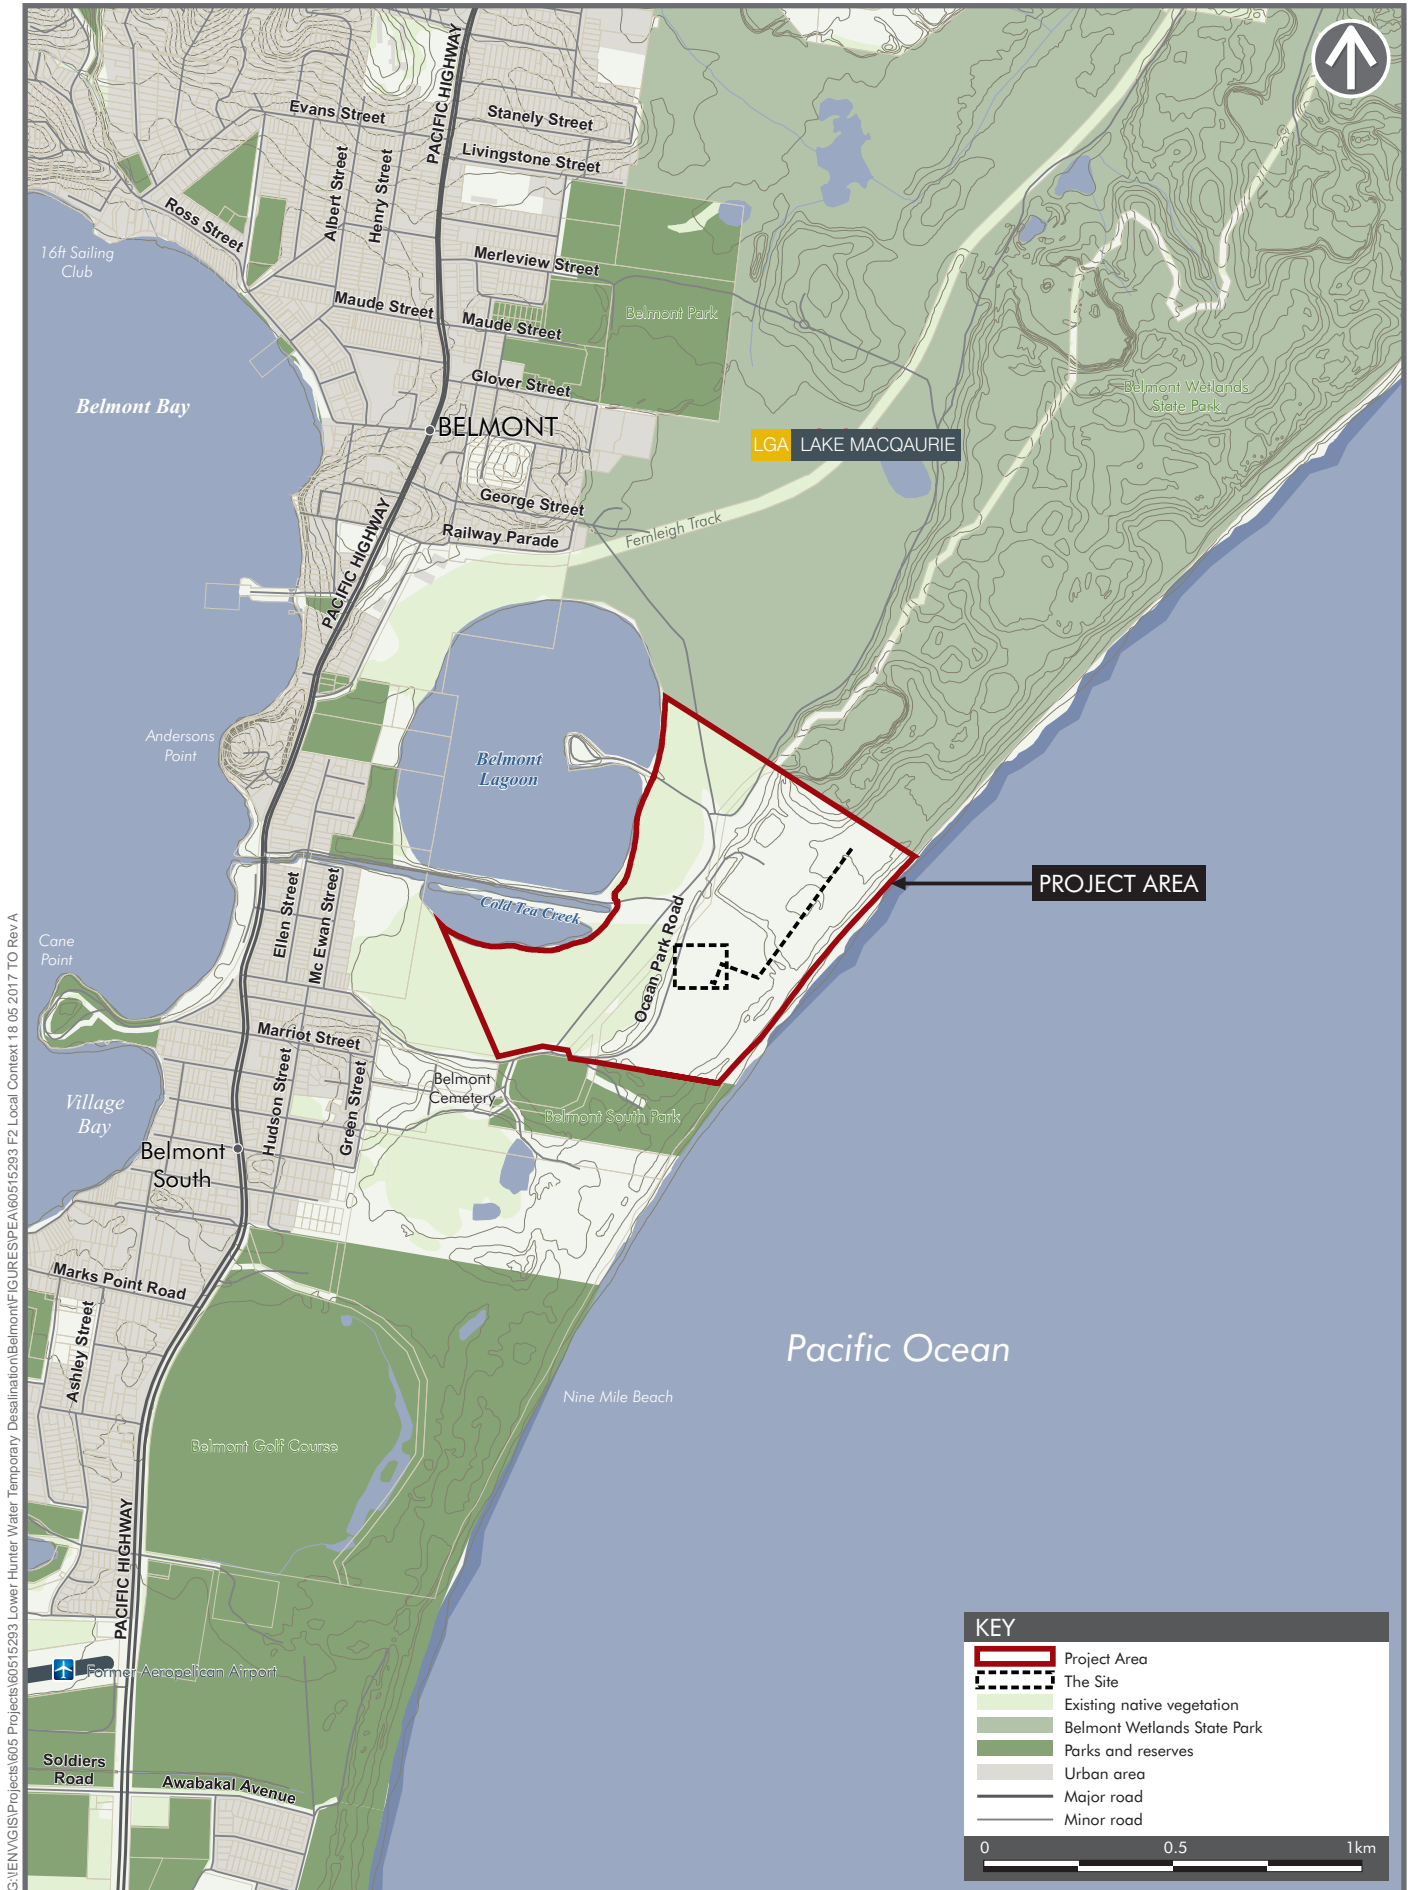 PACIFIC HIGHWAY
Evans Street
Stanely Street
Livingstone Street
Albert Street
Henry Street
Ross Street
16ft Sailing
Club
Merleview Street
Maude Street
Maude Street
Belmont Park
Glover Street
Belmont Wetlands
State Park
Belmont Bay
BELMONT
LGA LAKE MACQAURIE
George Street
Railway Parade
Fernleigh Track
PACIFIC HIGHWAY
Andersons
Point
Belmont
Lagoon
PROJECT AREA
Cold Tea Creek
Ellen Street
Mc Ewan Street
Ocean Park Road
Cane
Point
Marriot Street
Hudson Street
Green Street
Belmont
Cemetery
Belmont South Park
Village
Bay
Belmont
South
Marks Point Road
Ashley Street
Pacific Ocean
Nine Mile Beach
Belmont Golf Course
PACIFIC HIGHWAY
Former Aeropelican Airport
Soldiers
Road
Awabakal Avenue
KEY
Project Area
The Site
Existing native vegetation
Belmont Wetlands State Park
Parks and reserves
Urban area
Major road
Minor road
0 0.5 1km
G:\ENV\GIS\Projects\605 Projects\60515293 Lower Hunter Water Temporary Desalination\Belmont\FIGURES\PEA\60515293 F2 Local Context 18 05 2017 TO Rev A